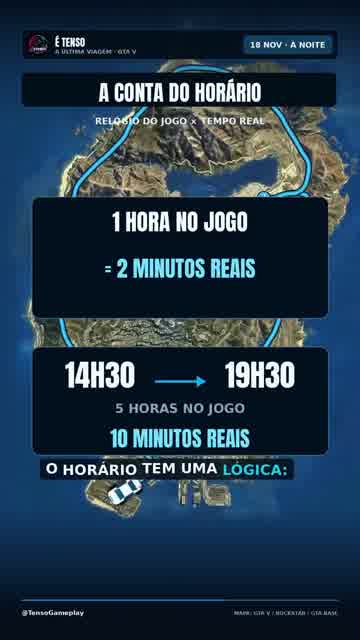 É TENSO
A ÚLTIMA VIAGEM · GTA V
18 NOV · À NOITE
A CONTA DO HORÁRIO
RELÓGIO DO JOGO × TEMPO REAL
1 HORA NO JOGO
= 2 MINUTOS REAIS
14H30 → 19H30
5 HORAS NO JOGO
10 MINUTOS REAIS
O HORÁRIO TEM UMA LÓGICA:
@TensoGameplay
MAPA: GTA V / ROCKSTAR / GTA BASE